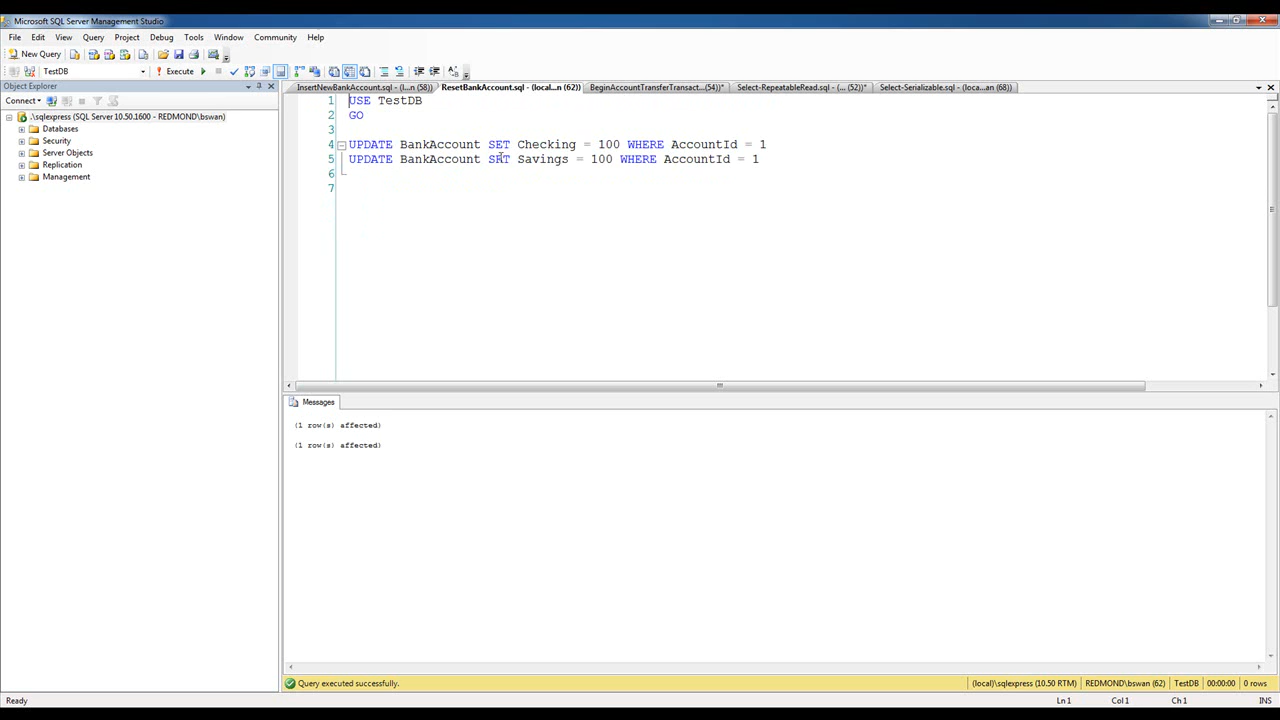 Microsoft SQL Server Management Studio
File Edit View Query Project Debug Tools Window Community Help
New Query
TestDB Execute
Object Explorer
InsertNewBankAccount.sql - (l...n (58)) ResetBankAccount.sql - (local...n (62)) BeginAccountTransferTransact...(54))* Select-RepeatableRead.sql - (... (52))* Select-Serializable.sql - (loca...an (68))
Connect
.\sqlexpress (SQL Server 10.50.1600 - REDMOND\bswan)
Databases
Security
Server Objects
Replication
Management
1 USE TestDB
2 GO
3
4 UPDATE BankAccount SET Checking = 100 WHERE AccountId = 1
5 UPDATE BankAccount SET Savings = 100 WHERE AccountId = 1
6
7
Messages
(1 row(s) affected)
(1 row(s) affected)
Query executed successfully. (local)\sqlexpress (10.50 RTM) REDMOND\bswan (62) TestDB 00:00:00 0 rows
Ready Ln 1 Col 1 Ch 1 INS